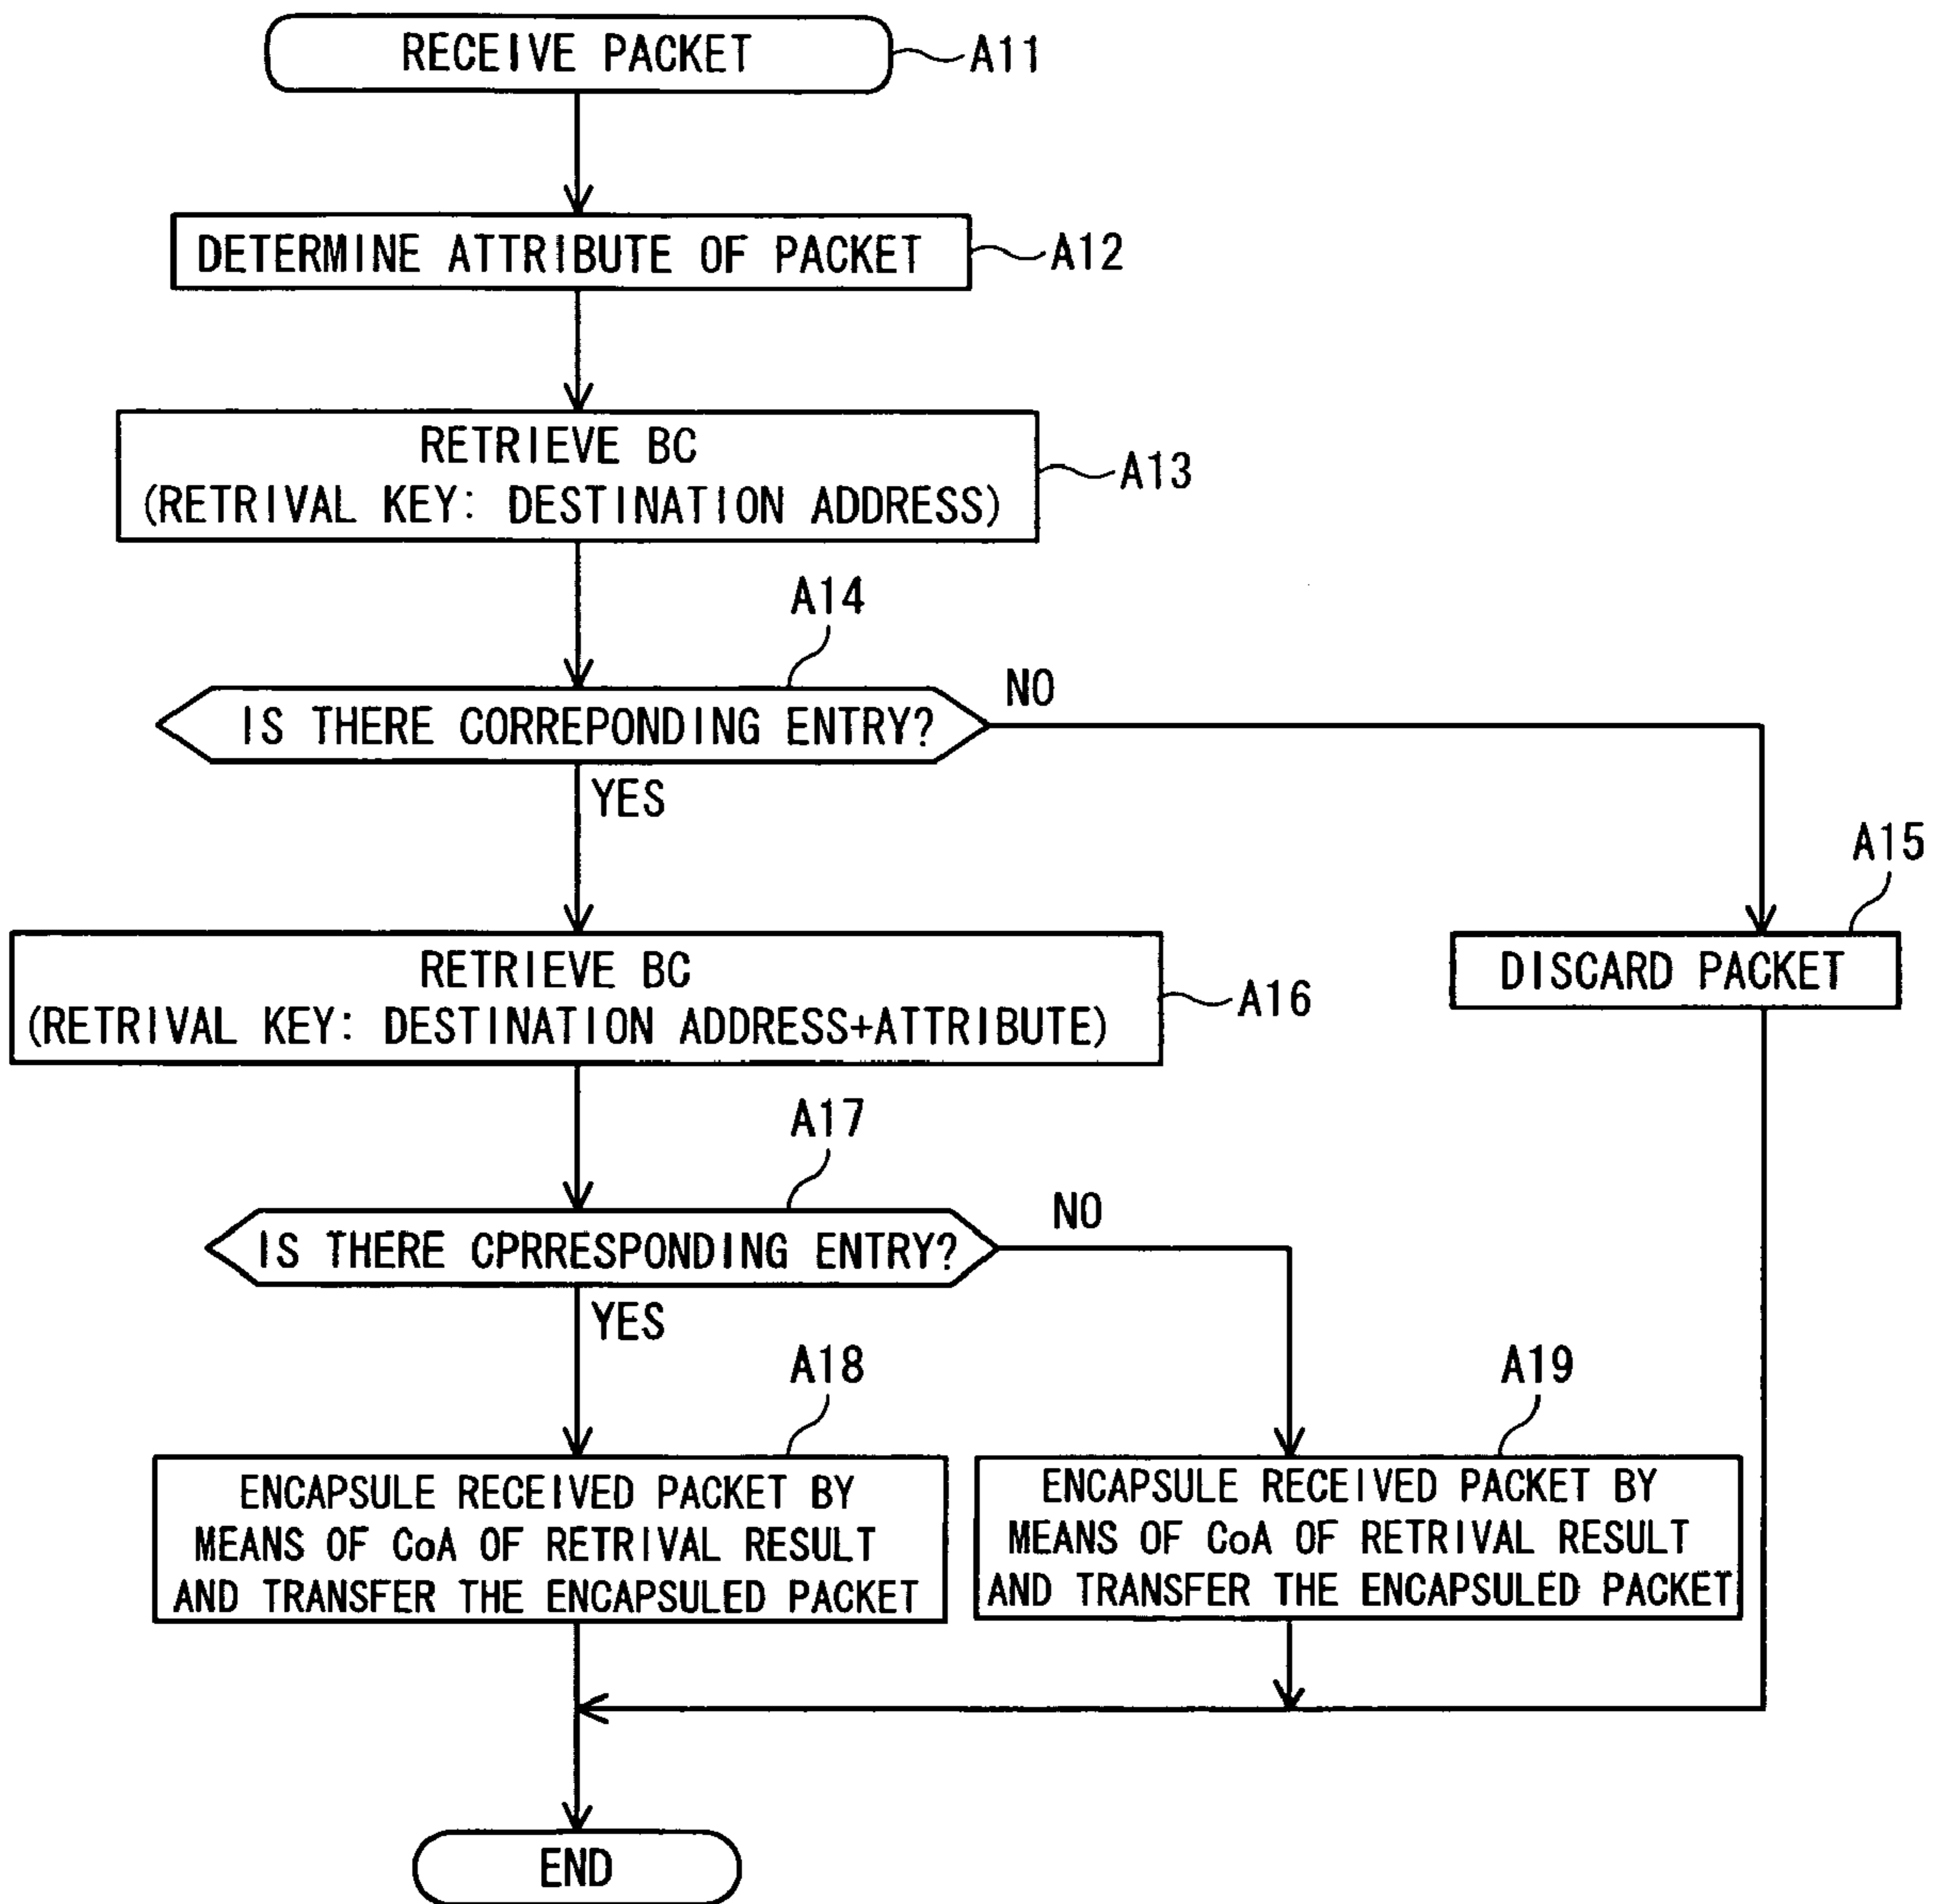 RECEIVE PACKET
A11
DETERMINE ATTRIBUTE OF PACKET
A12
RETRIEVE BC
(RETRIVAL KEY: DESTINATION ADDRESS)
A13
A14
IS THERE CORREPONDING ENTRY?
NO
YES
A15
DISCARD PACKET
RETRIEVE BC
(RETRIVAL KEY: DESTINATION ADDRESS+ATTRIBUTE)
A16
A17
IS THERE CPRRESPONDING ENTRY?
NO
YES
A18
ENCAPSULE RECEIVED PACKET BY
MEANS OF CoA OF RETRIVAL RESULT
AND TRANSFER THE ENCAPSULED PACKET
A19
ENCAPSULE RECEIVED PACKET BY
MEANS OF CoA OF RETRIVAL RESULT
AND TRANSFER THE ENCAPSULED PACKET
END